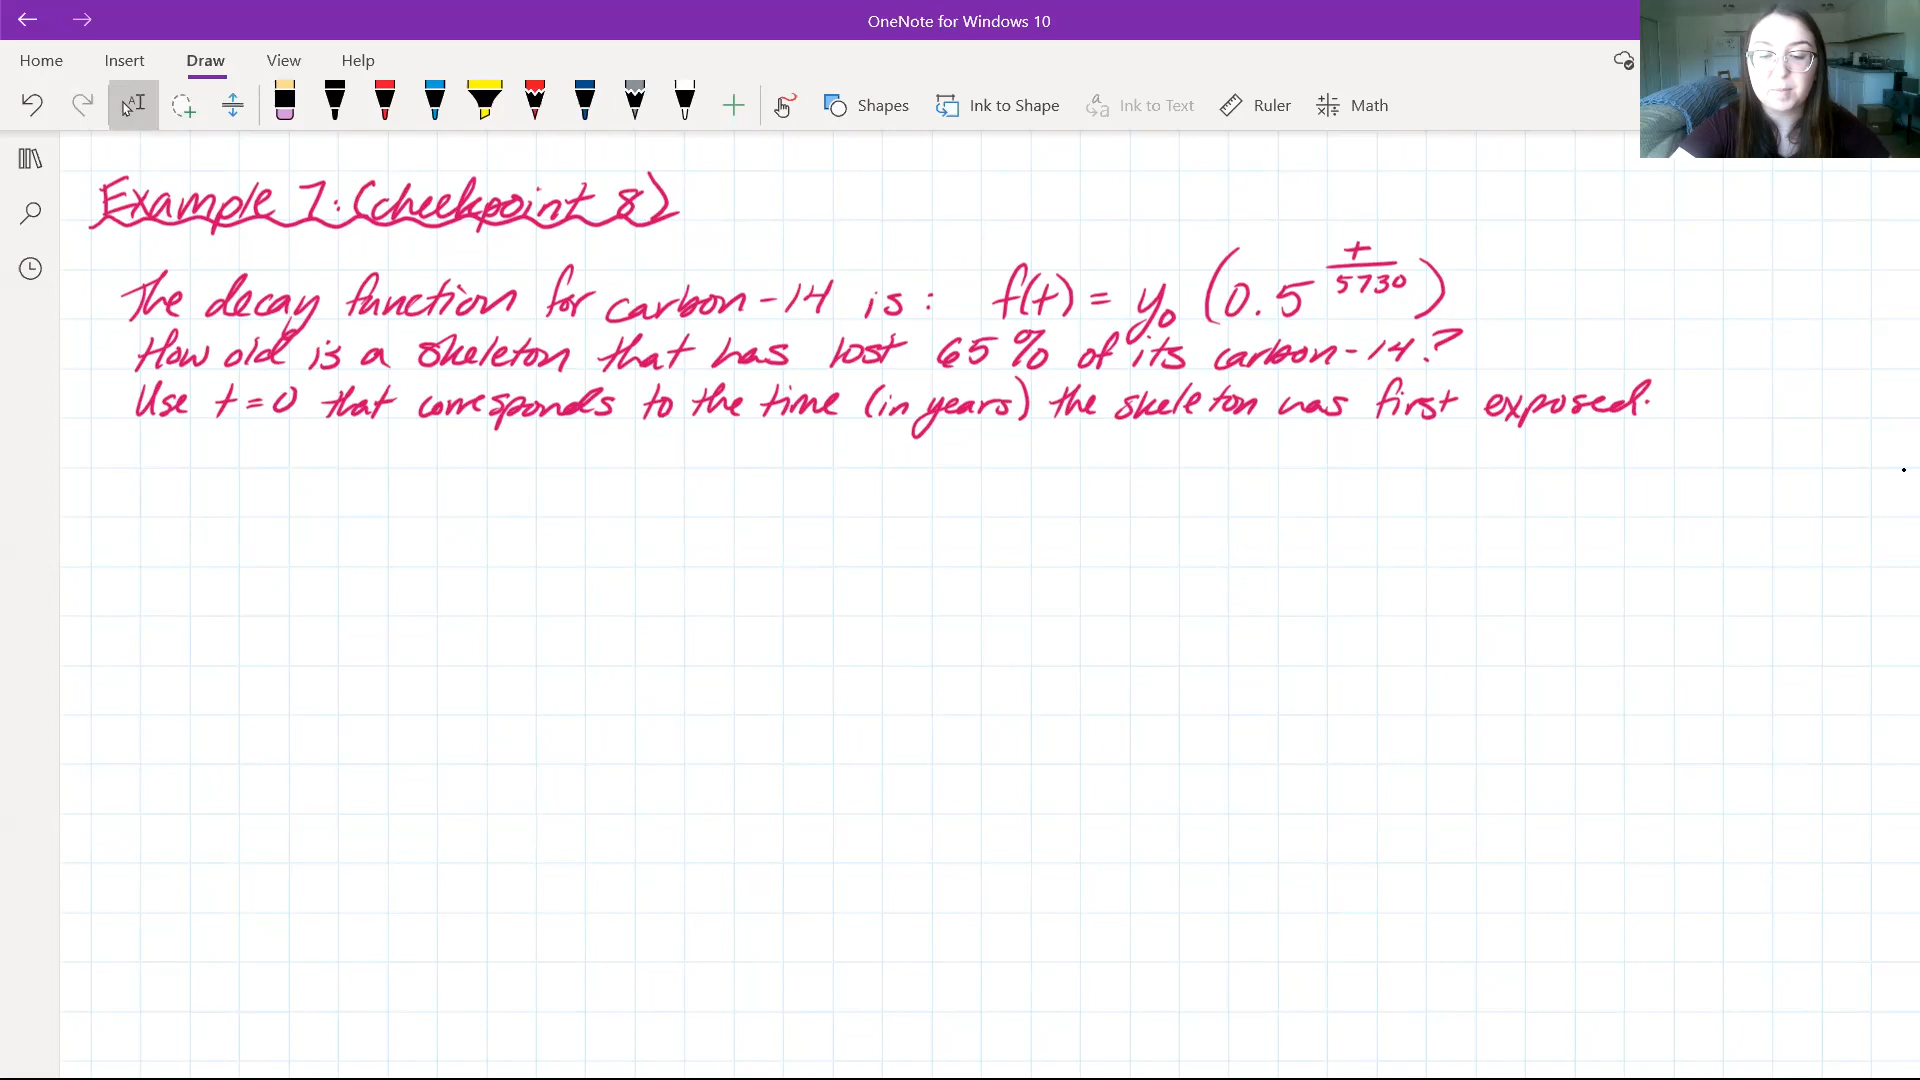 OneNote for Windows 10
Home Insert Draw View Help
Shapes Ink to Shape Ink to Text Ruler Math
Example 7: (checkpoint 8)
The decay function for carbon-14 is: f(t) = y₀ (0.5^(t/5730))
How old is a skeleton that has lost 65% of its carbon-14?
Use t=0 that corresponds to the time (in years) the skeleton was first exposed.